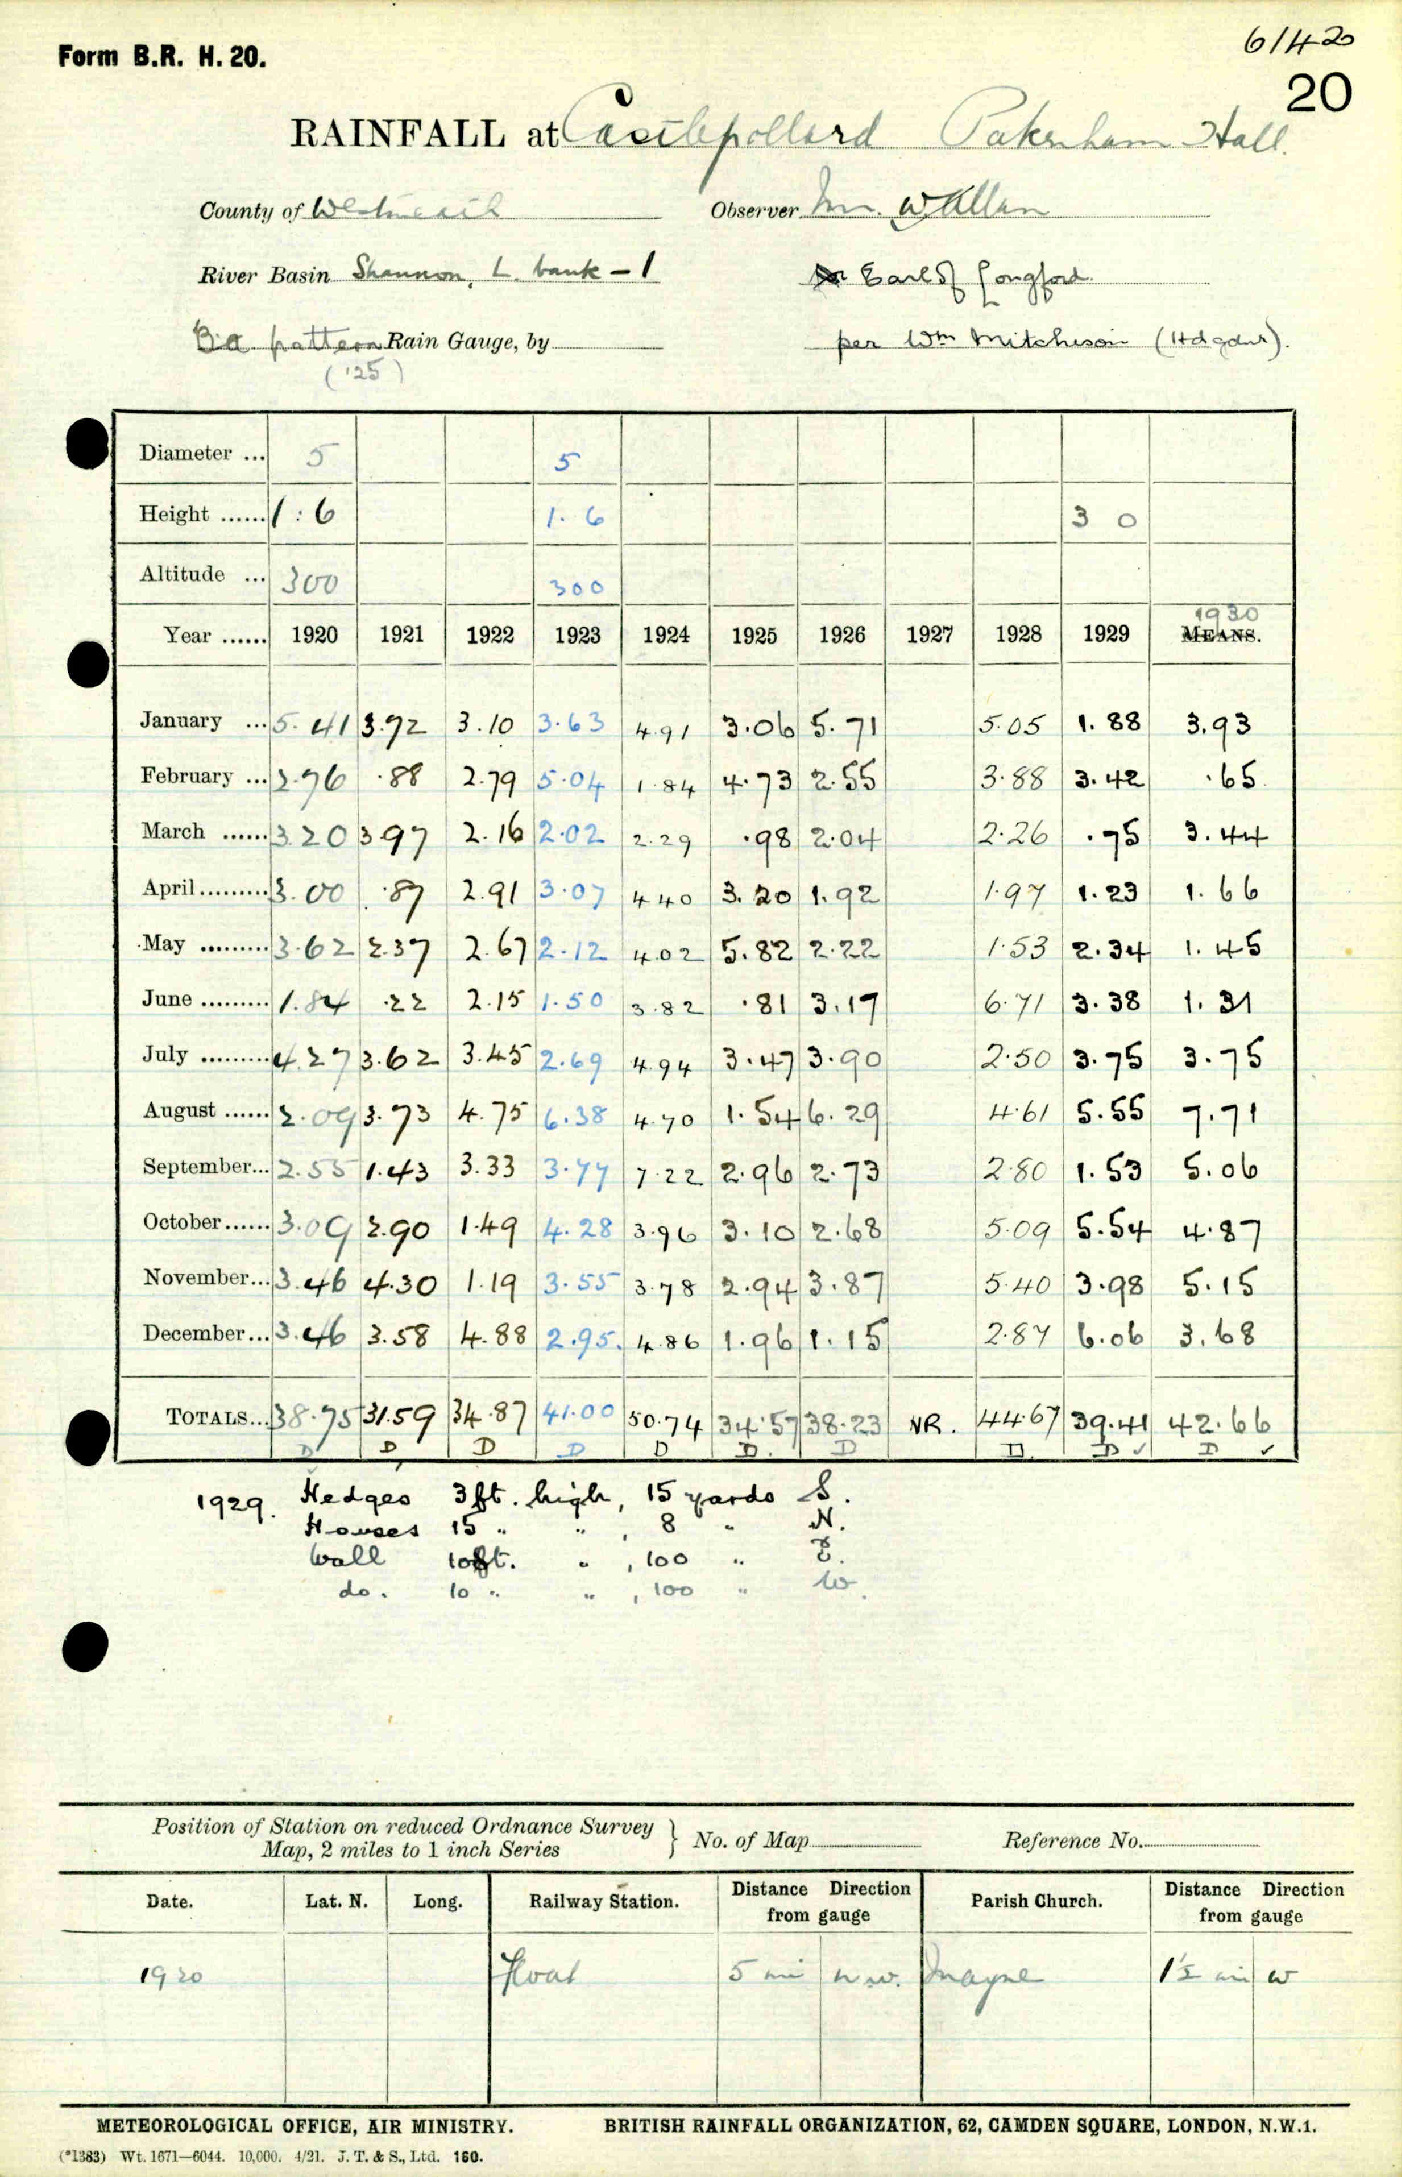 6142
20
Form B.R. H. 20.
RAINFALL at Castlepollard Pakenham Hall.
County of Westmeath Observer Mr. W Allan
River Basin Shannon, L. bank - 1 Earl of Longford
B.a. pattern Rain Gauge, by per Wm Mitchison (Hd gdnr).
('25)
Diameter ... 5 5
Height ...... 1:6 1.6 3 0
Altitude ... 300 300
1930
Year ...... 1920 1921 1922 1923 1924 1925 1926 1927 1928 1929 MEANS.
January ... 5.41 3.72 3.10 3.63 4.91 3.06 5.71 5.05 1.88 3.93
February ... 2.76 .88 2.79 5.04 1.84 4.73 2.55 3.88 3.42 .65
March ...... 3.20 3.97 2.16 2.02 2.29 .98 2.04 2.26 .75 3.44
April ......... 3.00 .87 2.91 3.07 4.40 3.20 1.92 1.97 1.23 1.66
May ......... 3.62 2.37 2.67 2.12 4.02 5.82 2.22 1.53 2.34 1.45
June ......... 1.84 .22 2.15 1.50 3.82 .81 3.17 6.71 3.38 1.31
July ......... 4.27 3.62 3.45 2.69 4.94 3.47 3.90 2.50 3.75 3.75
August ...... 2.09 3.73 4.75 6.38 4.70 1.54 6.29 4.61 5.55 7.71
September... 2.55 1.43 3.33 3.77 7.22 2.96 2.73 2.80 1.53 5.06
October...... 3.09 2.90 1.49 4.28 3.96 3.10 2.68 5.09 5.54 4.87
November... 3.46 4.30 1.19 3.55 3.78 2.94 3.87 5.40 3.98 5.15
December... 3.46 3.58 4.88 2.95. 4.86 1.96 1.15 2.87 6.06 3.68
TOTALS... 38.75 31.59 34.87 41.00 50.74 34.57 38.23 NR. 44.67 39.41 42.66
D D D D D D. D D. D ✓ D ✓
1929. Hedges 3ft. high, 15 yards S.
Houses 15 " " , 8 " N.
Wall 10ft. " , 100 " E.
do. 10 " " , 100 " W.
Position of Station on reduced Ordnance Survey
Map, 2 miles to 1 inch Series } No. of Map Reference No.
Date. Lat. N. Long. Railway Station. Distance Direction from gauge Parish Church. Distance Direction from gauge
1920 Float 5 mi N.W. Mayne 1½ mi W
METEOROLOGICAL OFFICE, AIR MINISTRY. BRITISH RAINFALL ORGANIZATION, 62, CAMDEN SQUARE, LONDON, N.W.1.
(*1383) Wt. 1671—6044. 10,000. 4/21. J. T. & S., Ltd. 160.